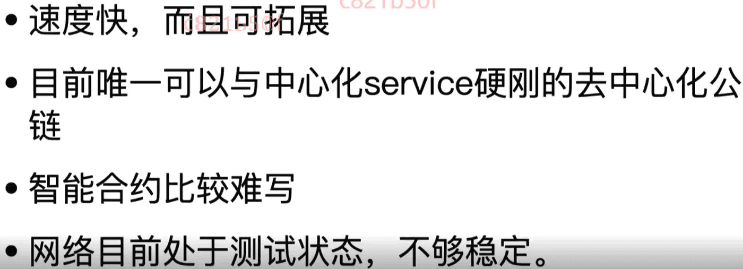 c821b50f
c821b50f
• 速度快，而且可拓展
• 目前唯一可以与中心化service硬刚的去中心化公
链
• 智能合约比较难写
• 网络目前处于测试状态，不够稳定。